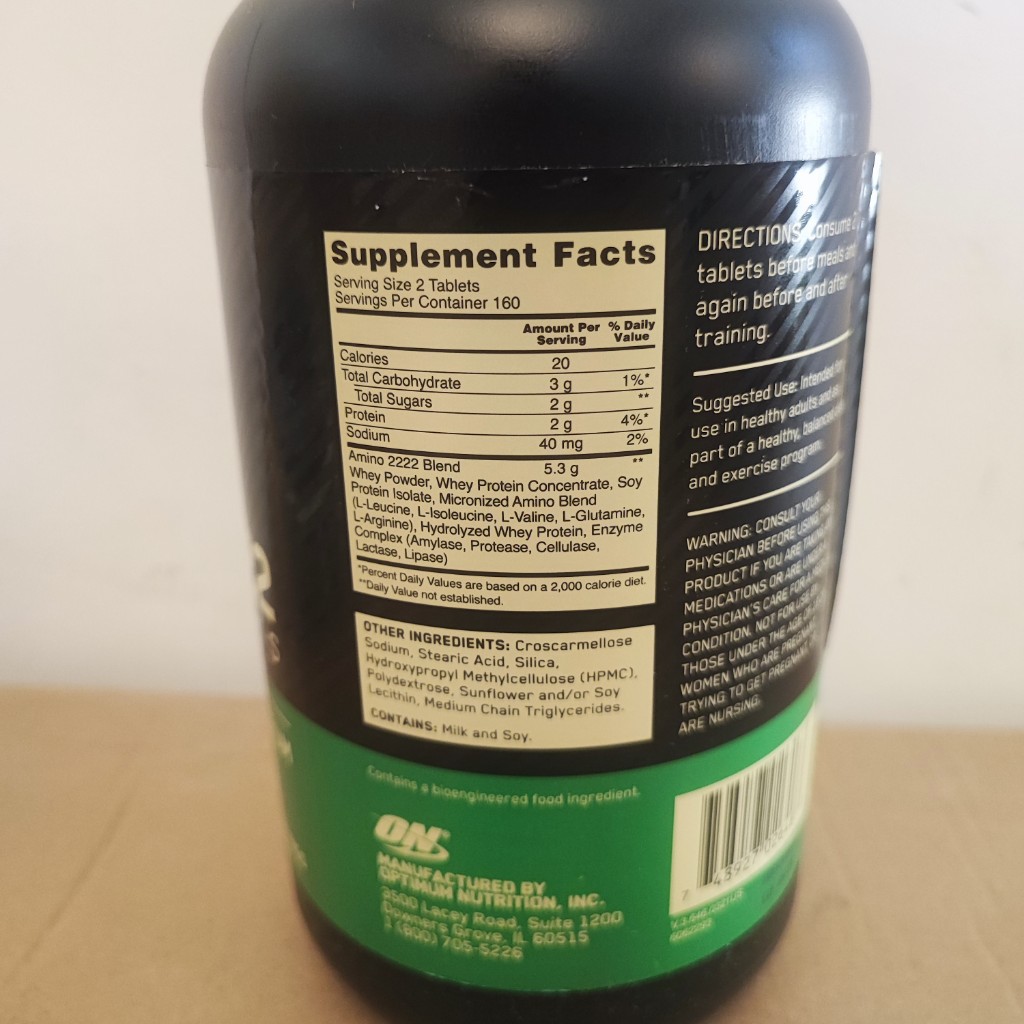 Supplement Facts
Serving Size 2 Tablets
Servings Per Container 160
Amount Per Serving % Daily Value
Calories 20
Total Carbohydrate 3 g 1%*
Total Sugars 2 g **
Protein 2 g 4%*
Sodium 40 mg 2%
Amino 2222 Blend 5.3 g **
Whey Powder, Whey Protein Concentrate, Soy
Protein Isolate, Micronized Amino Blend
(L-Leucine, L-Isoleucine, L-Valine, L-Glutamine,
L-Arginine), Hydrolyzed Whey Protein, Enzyme
Complex (Amylase, Protease, Cellulase,
Lactase, Lipase)
*Percent Daily Values are based on a 2,000 calorie diet.
**Daily Value not established.
OTHER INGREDIENTS: Croscarmellose
Sodium, Stearic Acid, Silica,
Hydroxypropyl Methylcellulose (HPMC),
Polydextrose, Sunflower and/or Soy
Lecithin, Medium Chain Triglycerides.
CONTAINS: Milk and Soy.
Contains a bioengineered food ingredient.
ON
MANUFACTURED BY
OPTIMUM NUTRITION, INC.
3500 Lacey Road, Suite 1200
Downers Grove, IL 60515
1 (800) 705-5226
DIRECTIONS: Consume 2
tablets before meals and
again before and after
training.
Suggested Use: Intended for
use in healthy adults and as
part of a healthy, balanced
and exercise program.
WARNING: CONSULT YOUR
PHYSICIAN BEFORE USING THIS
PRODUCT IF YOU ARE TAKING
MEDICATIONS OR ARE UNDER A
PHYSICIAN'S CARE FOR A
CONDITION. NOT FOR USE BY
THOSE UNDER THE AGE OF
WOMEN WHO ARE PREGNANT,
TRYING TO GET PREGNANT,
ARE NURSING.
7 48927
2